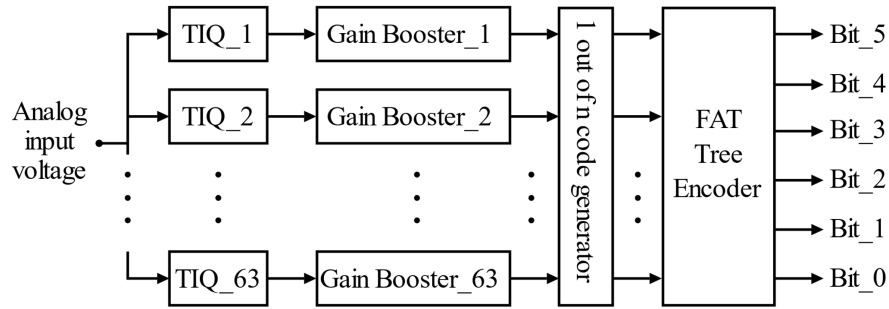 TIQ_1
Gain Booster_1
Bit_5
Bit_4
Analog
input
voltage
TIQ_2
Gain Booster_2
1 out of n code generator
FAT
Tree
Encoder
Bit_3
Bit_2
Bit_1
TIQ_63
Gain Booster_63
Bit_0